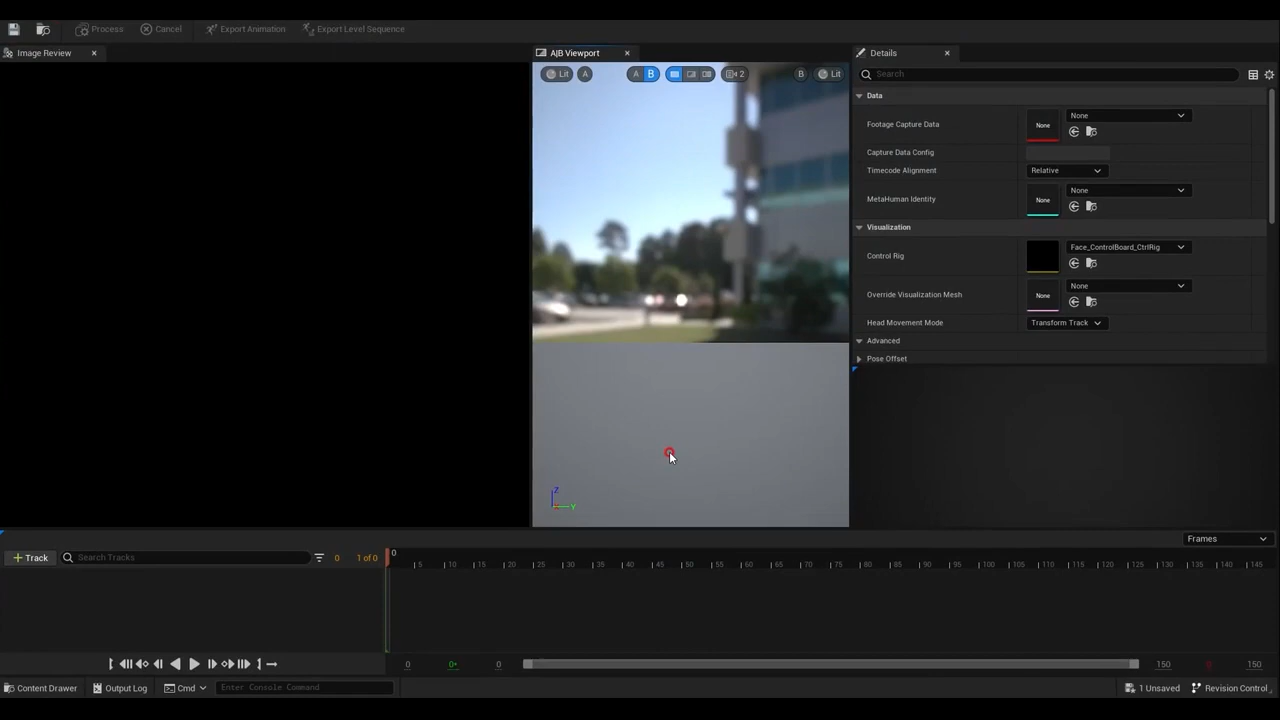 Process
Cancel
Export Animation
Export Level Sequence
Image Review
A|B Viewport
Details
Lit
A
A
B
2
B
Lit
Search
Data
Footage Capture Data
None
None
Capture Data Config
Timecode Alignment
Relative
MetaHuman Identity
None
None
Visualization
Control Rig
Face_ControlBoard_CtrlRig
Override Visualization Mesh
None
None
Head Movement Mode
Transform Track
Advanced
Pose Offset
Z
Y
Frames
+ Track
Search Tracks
0
1 of 0
0
5 10 15 20 25 30 35 40 45 50 55 60 65 70 75 80 85 90 95 100 105 110 115 120 125 130 135 140 145
0
0+
0
150
150
Content Drawer
Output Log
Cmd
Enter Console Command
1 Unsaved
Revision Control